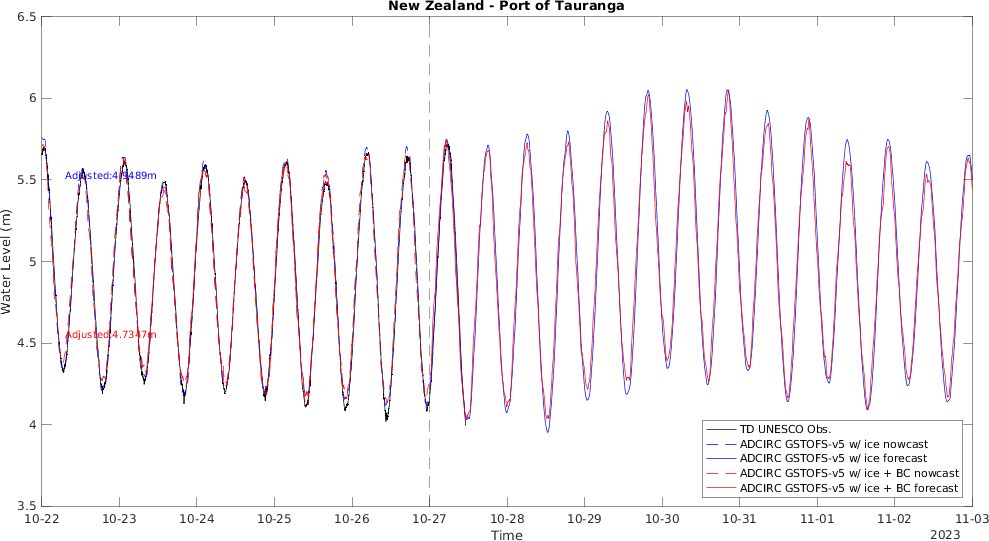 New Zealand - Port of Tauranga
6.5
6
5.5
5
4.5
4
3.5
Water Level (m)
Adjusted:4.9489m
Adjusted:4.7347m
TD UNESCO Obs.
ADCIRC GSTOFS-v5 w/ ice nowcast
ADCIRC GSTOFS-v5 w/ ice forecast
ADCIRC GSTOFS-v5 w/ ice + BC nowcast
ADCIRC GSTOFS-v5 w/ ice + BC forecast
10-22 10-23 10-24 10-25 10-26 10-27 10-28 10-29 10-30 10-31 11-01 11-02 11-03
Time
2023